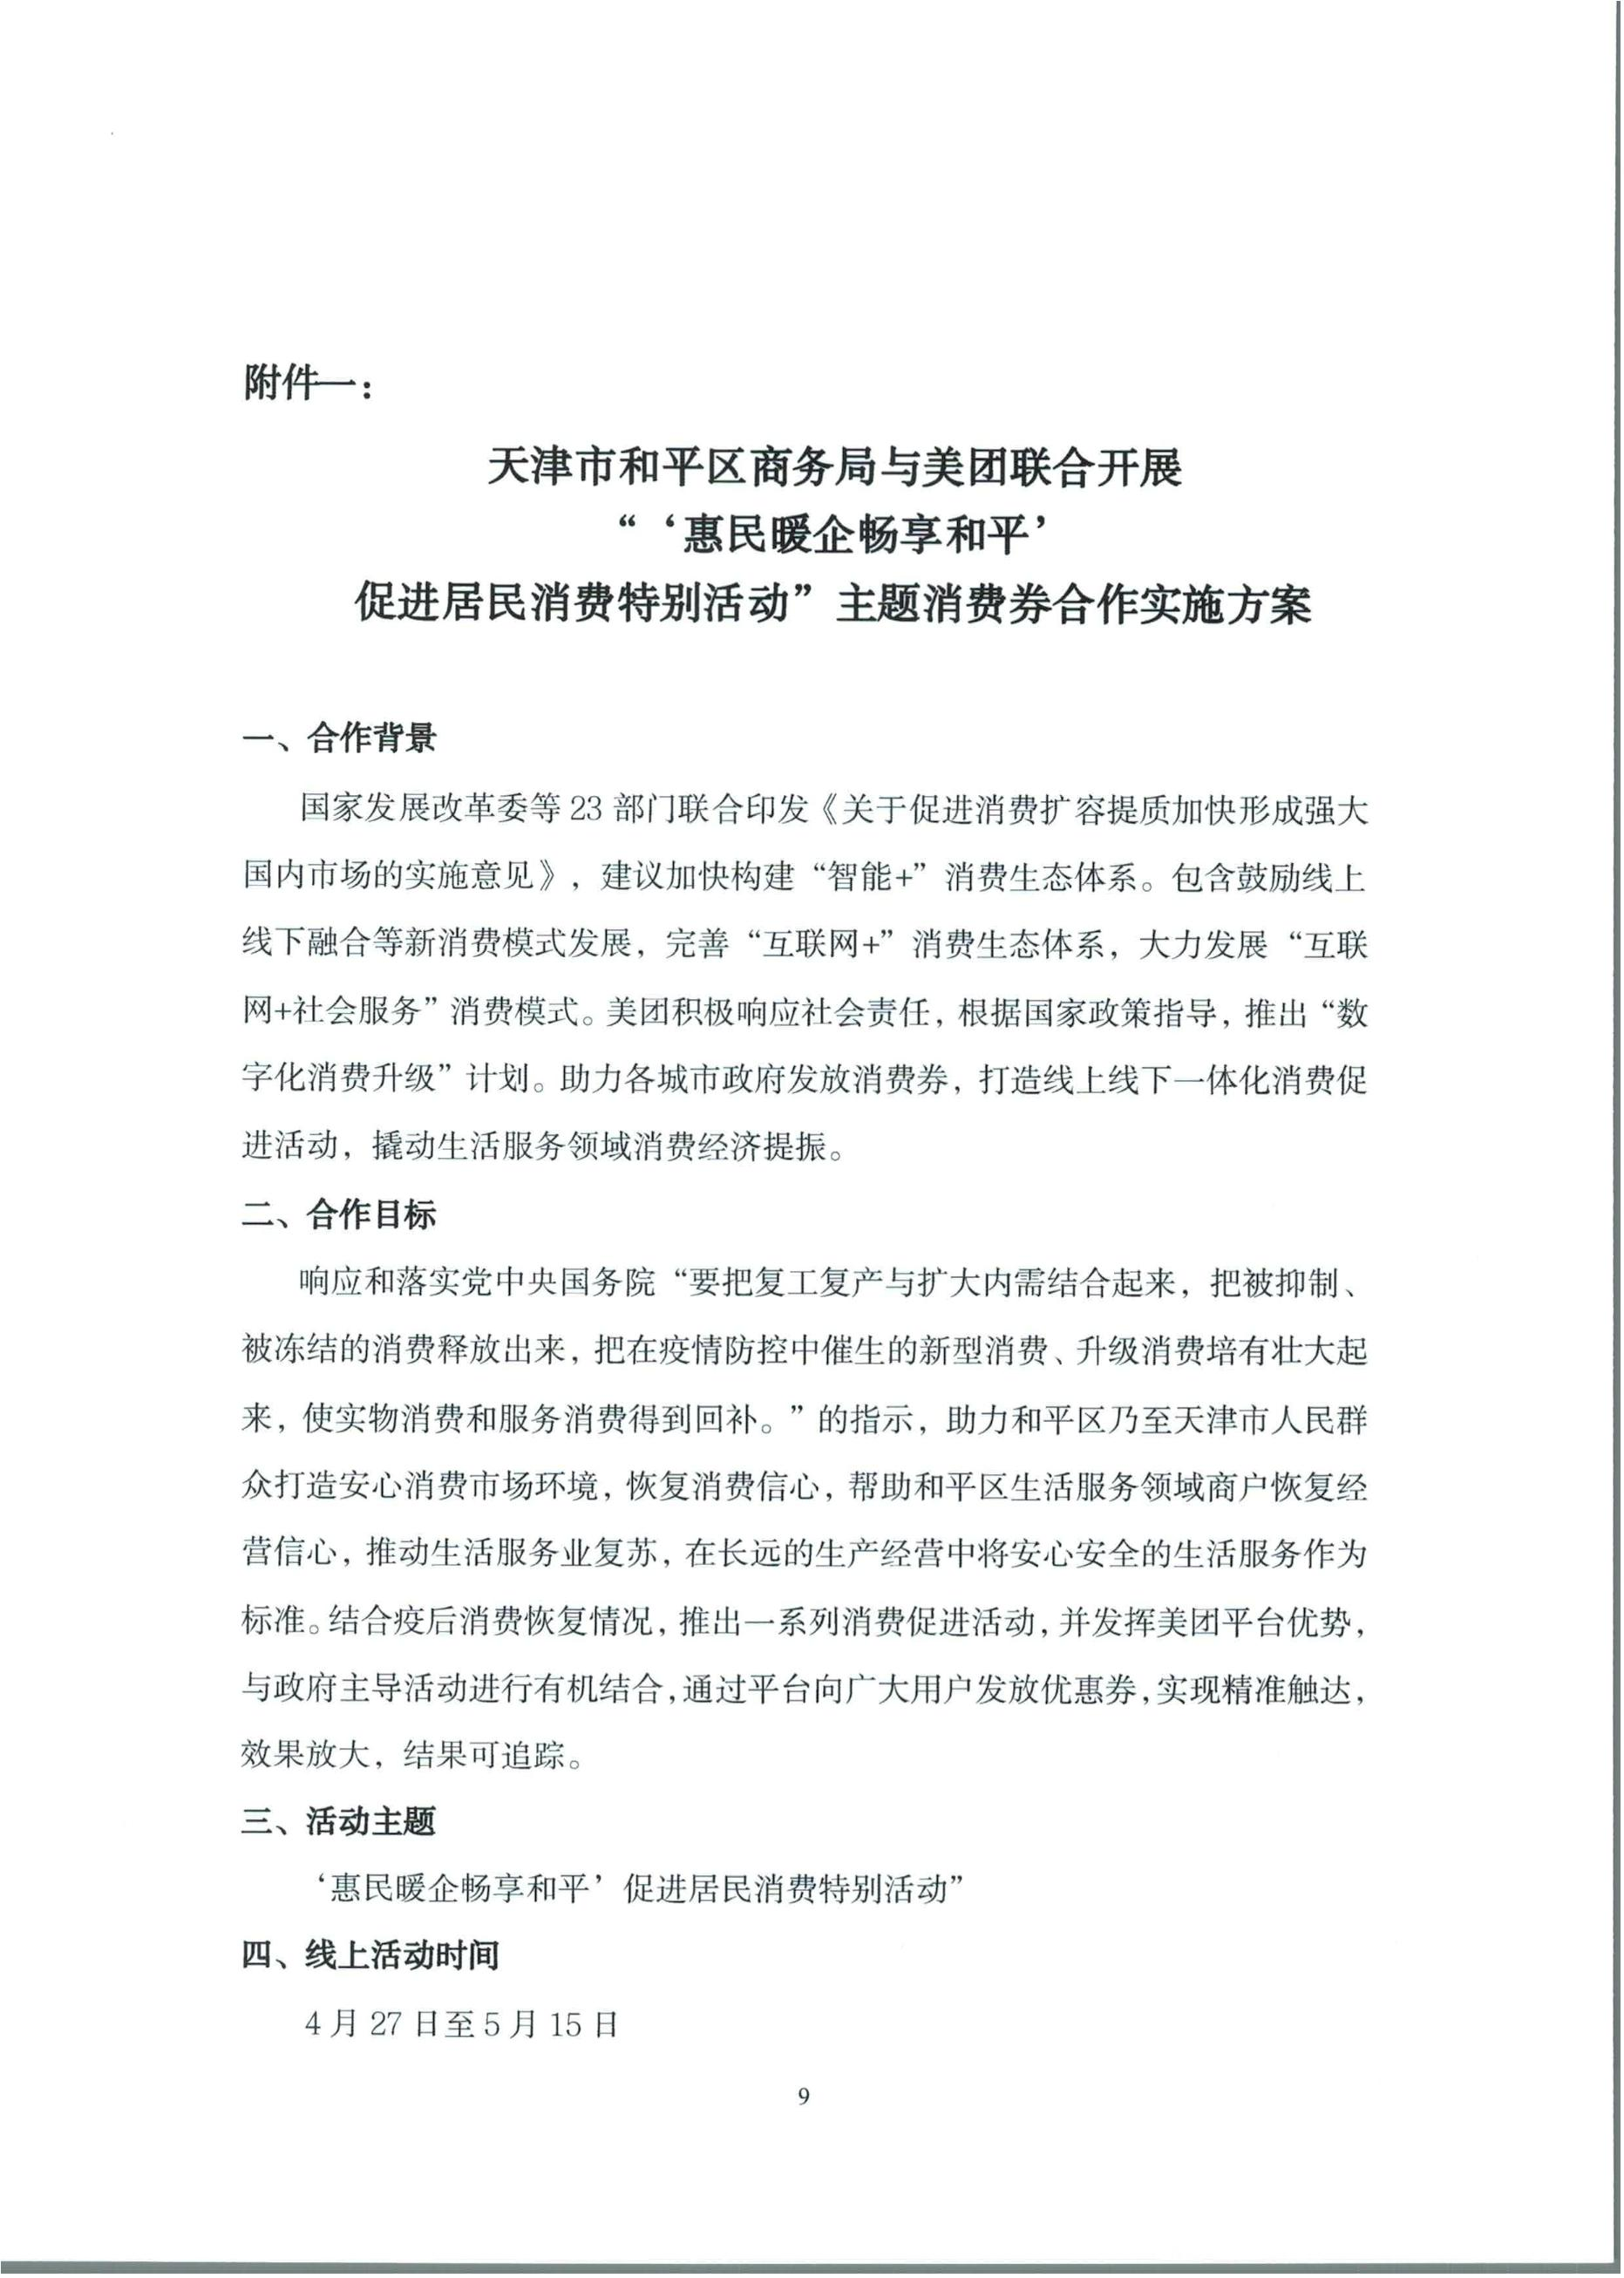 附件一：
天津市和平区商务局与美团联合开展
“‘惠民暖企畅享和平’
促进居民消费特别活动”主题消费券合作实施方案
一、合作背景
国家发展改革委等 23 部门联合印发《关于促进消费扩容提质加快形成强大
国内市场的实施意见》，建议加快构建“智能+”消费生态体系。包含鼓励线上
线下融合等新消费模式发展，完善“互联网+”消费生态体系，大力发展“互联
网+社会服务”消费模式。美团积极响应社会责任，根据国家政策指导，推出“数
字化消费升级”计划。助力各城市政府发放消费券，打造线上线下一体化消费促
进活动，撬动生活服务领域消费经济提振。
二、合作目标
响应和落实党中央国务院“要把复工复产与扩大内需结合起来，把被抑制、
被冻结的消费释放出来，把在疫情防控中催生的新型消费、升级消费培有壮大起
来，使实物消费和服务消费得到回补。”的指示，助力和平区乃至天津市人民群
众打造安心消费市场环境，恢复消费信心，帮助和平区生活服务领域商户恢复经
营信心，推动生活服务业复苏，在长远的生产经营中将安心安全的生活服务作为
标准。结合疫后消费恢复情况，推出一系列消费促进活动，并发挥美团平台优势，
与政府主导活动进行有机结合，通过平台向广大用户发放优惠券，实现精准触达，
效果放大，结果可追踪。
三、活动主题
‘惠民暖企畅享和平’促进居民消费特别活动”
四、线上活动时间
4 月 27 日至 5 月 15 日
9